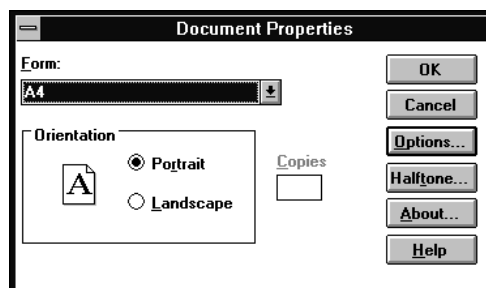 Document Properties
Form:
A4
Orientation
A
Portrait
Landscape
Copies
OK
Cancel
Options...
Halftone...
About...
Help